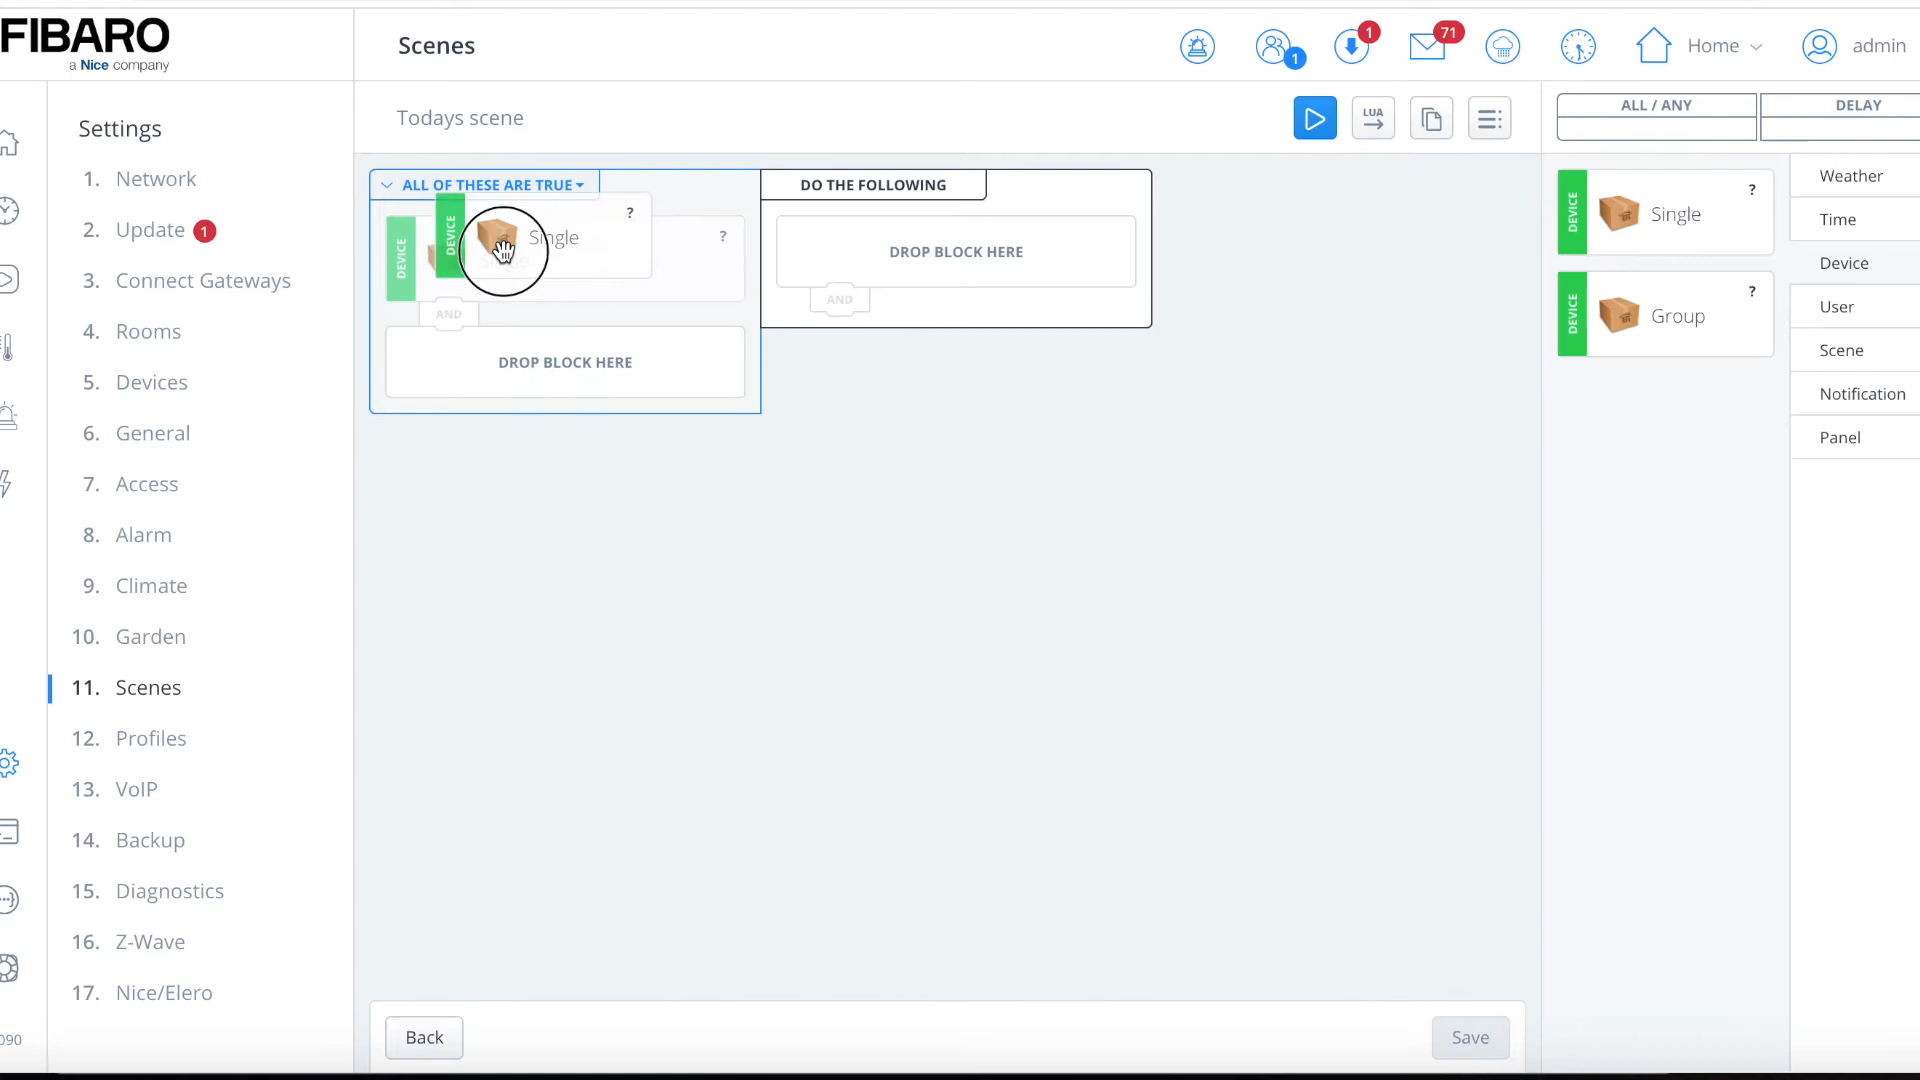 FIBARO
a Nice company
Scenes
1
1
71
Home
admin
Settings
1. Network
2. Update 1
3. Connect Gateways
4. Rooms
5. Devices
6. General
7. Access
8. Alarm
9. Climate
10. Garden
11. Scenes
12. Profiles
13. VoIP
14. Backup
15. Diagnostics
16. Z-Wave
17. Nice/Elero
090
Todays scene
LUA
ALL OF THESE ARE TRUE
DEVICE
Single
?
DEVICE
Single
?
AND
DROP BLOCK HERE
DO THE FOLLOWING
DROP BLOCK HERE
AND
Back
Save
ALL / ANY
DELAY
DEVICE
Single
?
DEVICE
Group
?
Weather
Time
Device
User
Scene
Notification
Panel